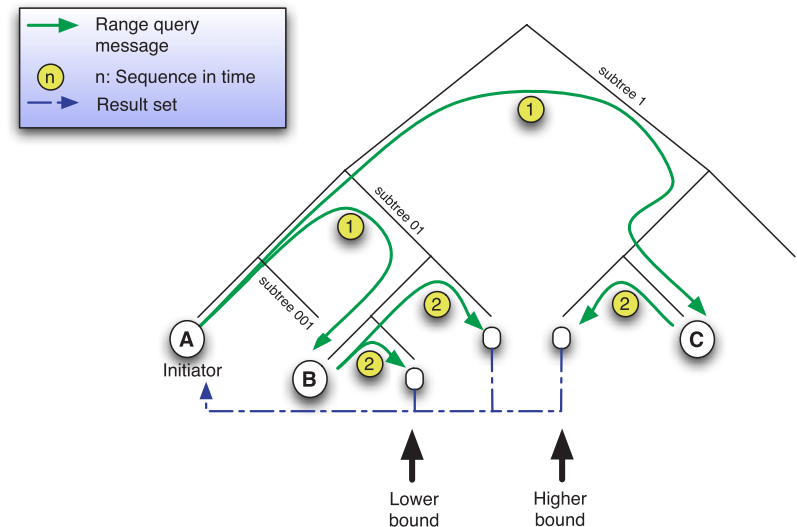 Range query
message
n
n: Sequence in time
Result set
subtree 1
1
subtree 01
1
subtree 001
2
2
2
A
Initiator
B
C
Lower
bound
Higher
bound